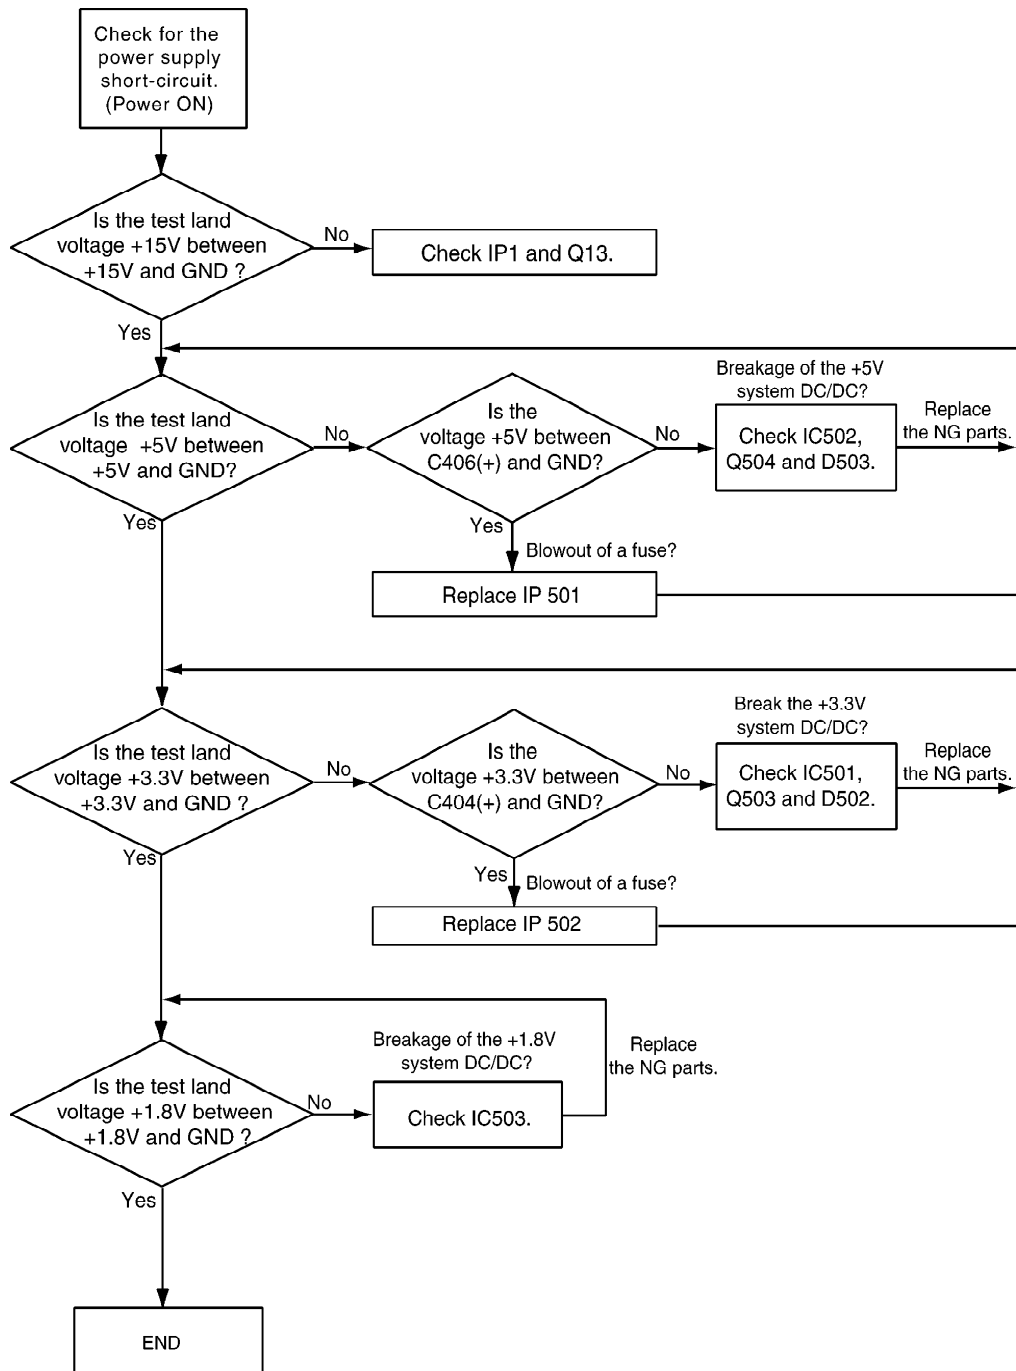 Check for the
power supply
short-circuit.
(Power ON)
Is the test land
voltage +15V between
+15V and GND ?
No
Check IP1 and Q13.
Yes
Is the test land
voltage +5V between
+5V and GND?
No
Is the
voltage +5V between
C406(+) and GND?
No
Breakage of the +5V
system DC/DC?
Check IC502,
Q504 and D503.
Replace
the NG parts.
Yes
Yes
Blowout of a fuse?
Replace IP 501
Is the test land
voltage +3.3V between
+3.3V and GND ?
No
Is the
voltage +3.3V between
C404(+) and GND?
No
Break the +3.3V
system DC/DC?
Check IC501,
Q503 and D502.
Replace
the NG parts.
Yes
Yes
Blowout of a fuse?
Replace IP 502
Is the test land
voltage +1.8V between
+1.8V and GND ?
No
Breakage of the +1.8V
system DC/DC?
Check IC503.
Replace
the NG parts.
Yes
END